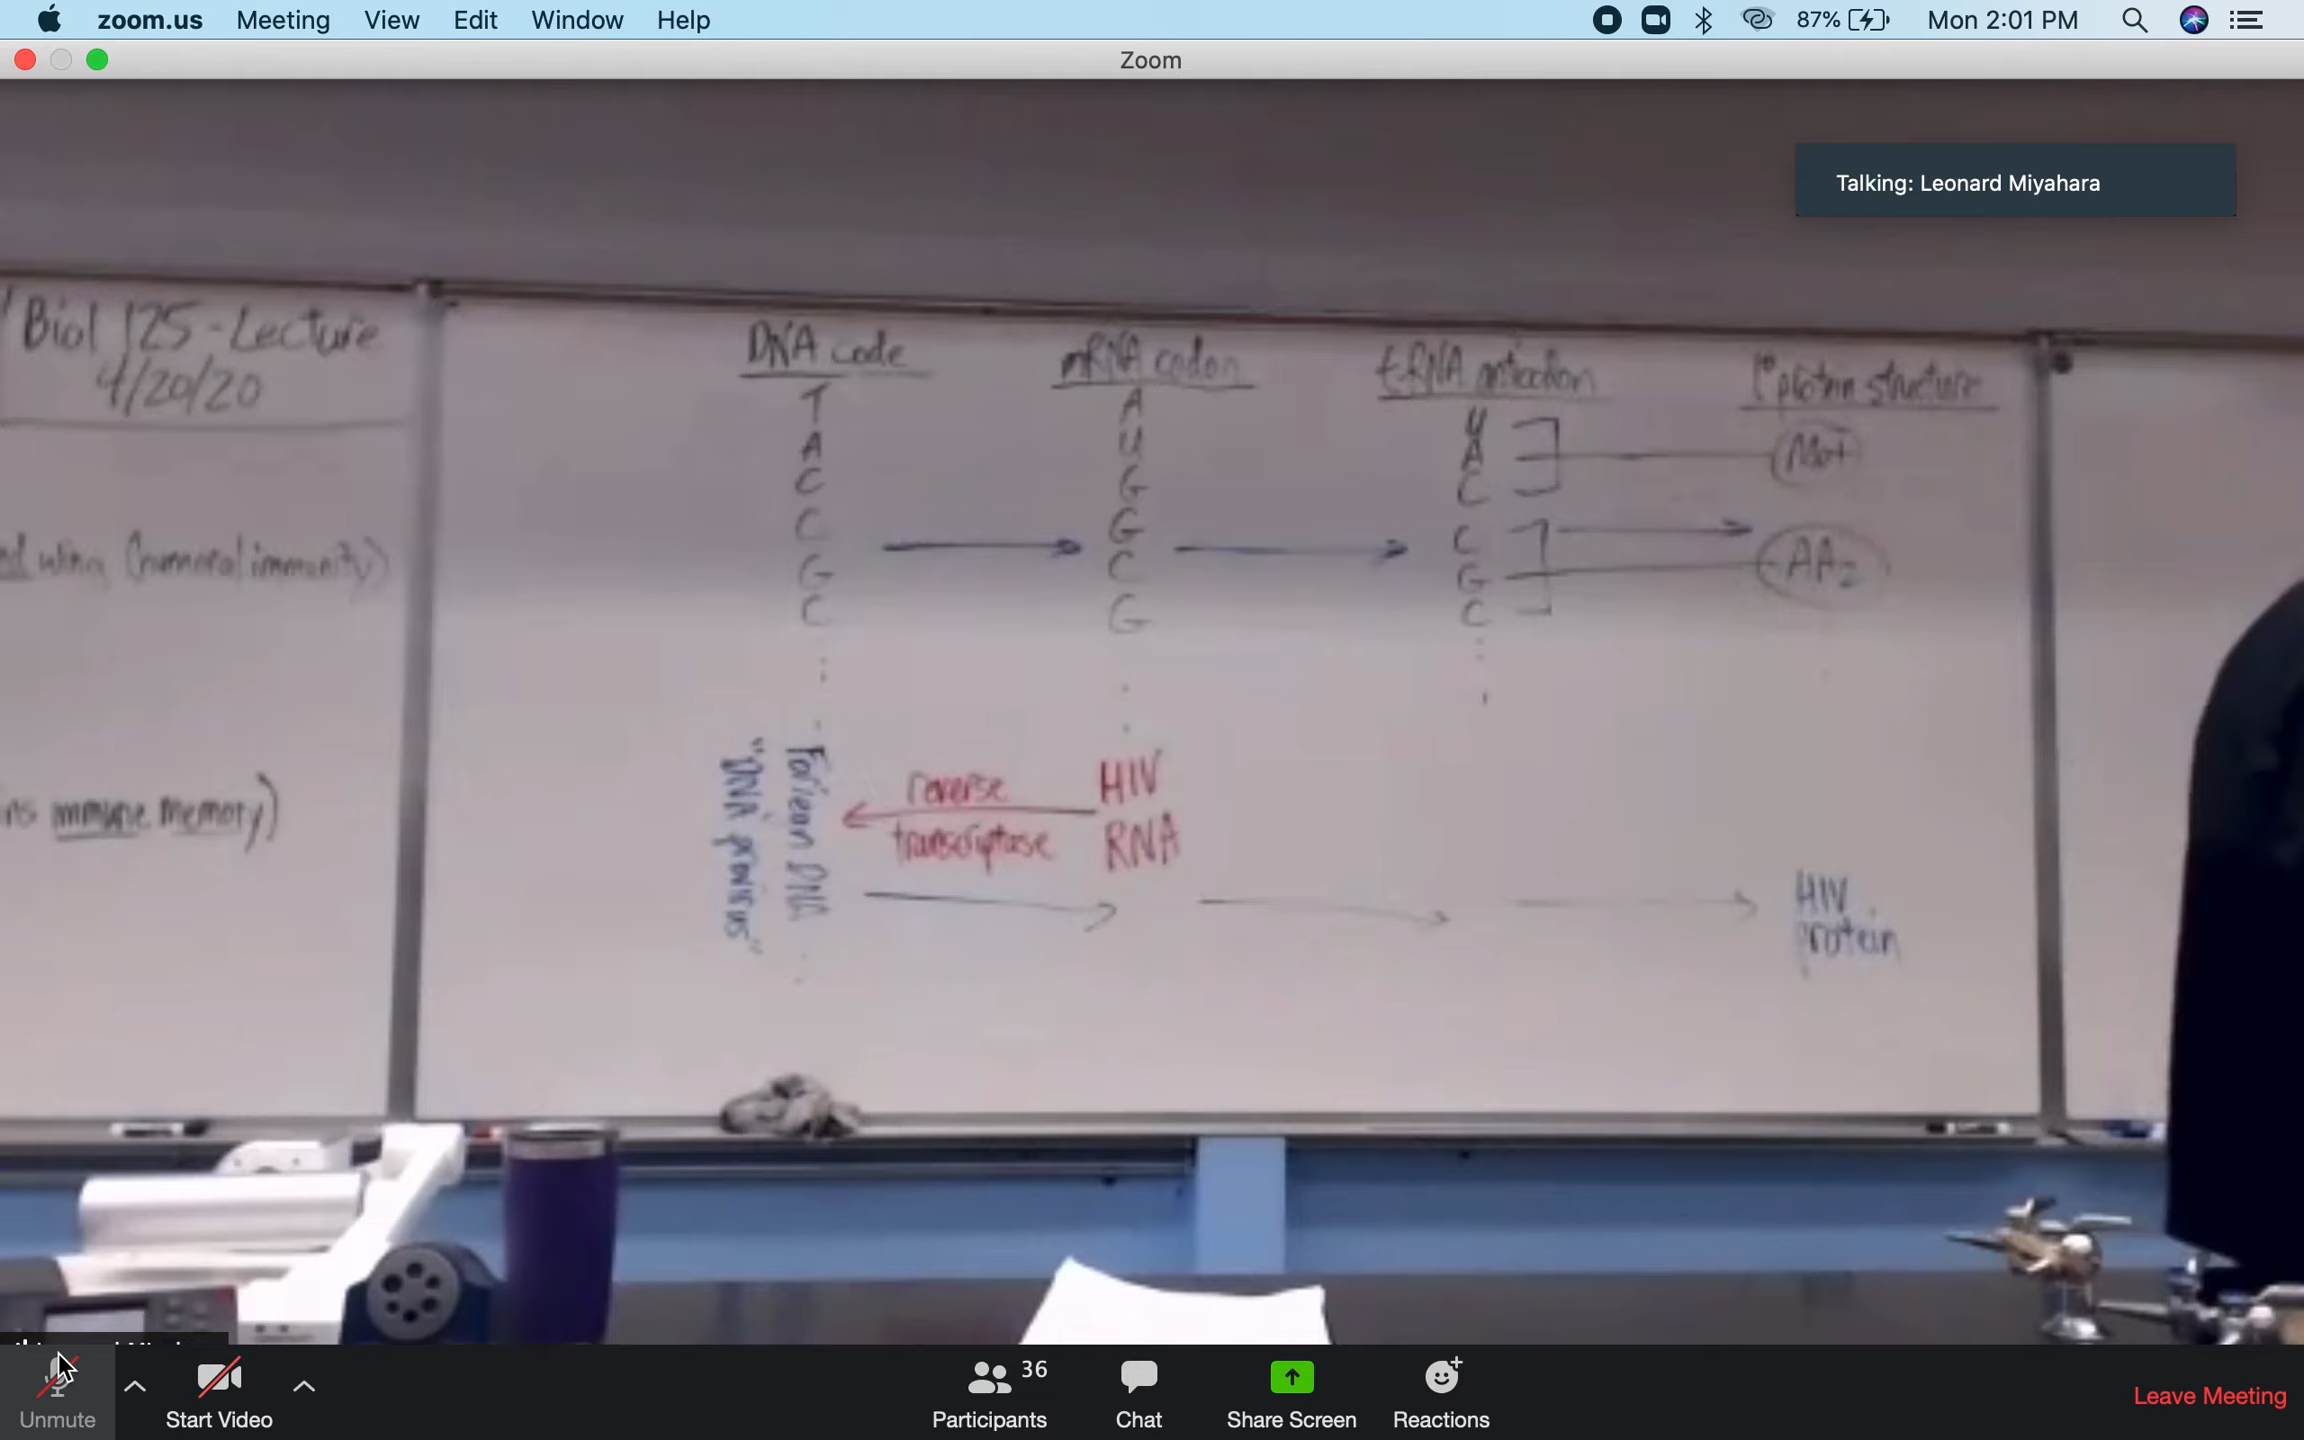 zoom.us Meeting View Edit Window Help 87% Mon 2:01 PM
Zoom
Talking: Leonard Miyahara
Biol 125 - Lecture
4/20/20
using (humoral immunity)
immune memory)
DNA code
T
A
C
C
G
C
mRNA codon
A
U
G
G
C
G
tRNA anticodon
U
A
C
C
G
C
1° protein structure
Met
AA2
HIV
RNA
reverse
transcriptase
Foriegn DNA
"DNA provirus"
HIV
protein
Unmute
Start Video
Participants 36
Chat
Share Screen
Reactions
Leave Meeting